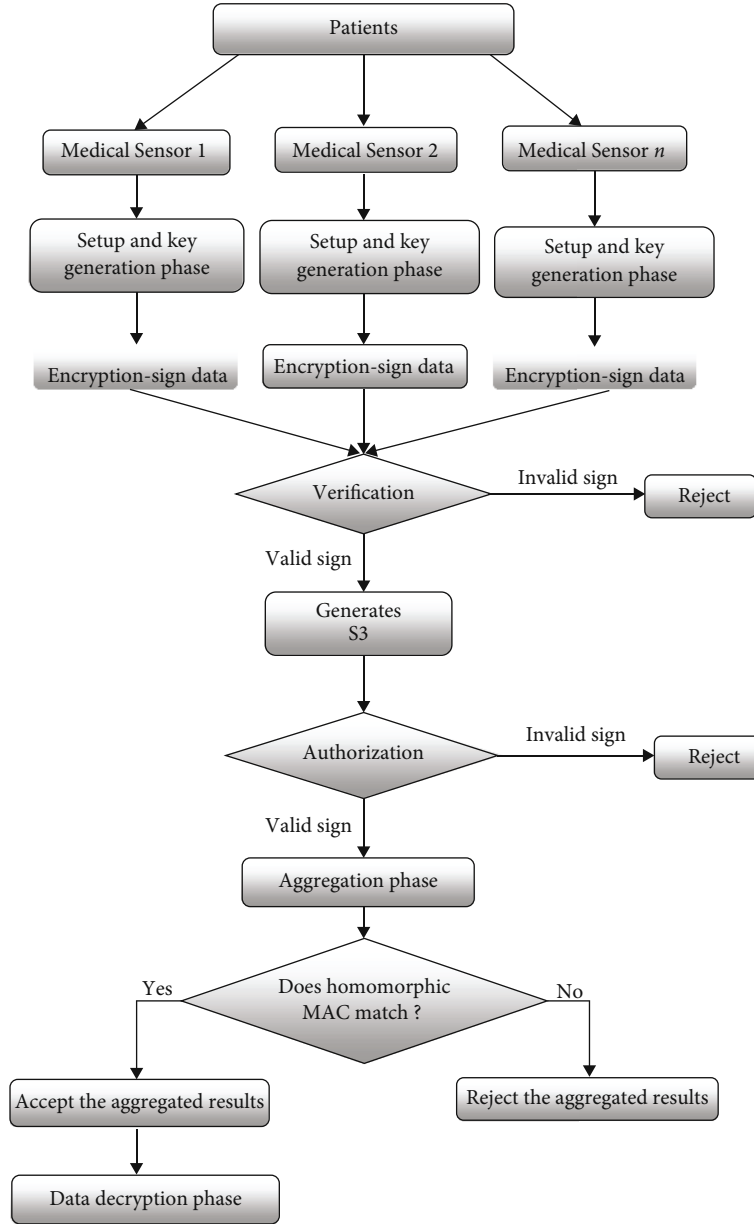 Patients
Medical Sensor 1
Medical Sensor 2
Medical Sensor n
Setup and key
generation phase
Setup and key
generation phase
Setup and key
generation phase
Encryption-sign data
Encryption-sign data
Encryption-sign data
Verification
Invalid sign
Reject
Valid sign
Generates
S3
Authorization
Invalid sign
Reject
Valid sign
Aggregation phase
Does homomorphic
MAC match ?
Yes
No
Accept the aggregated results
Reject the aggregated results
Data decryption phase